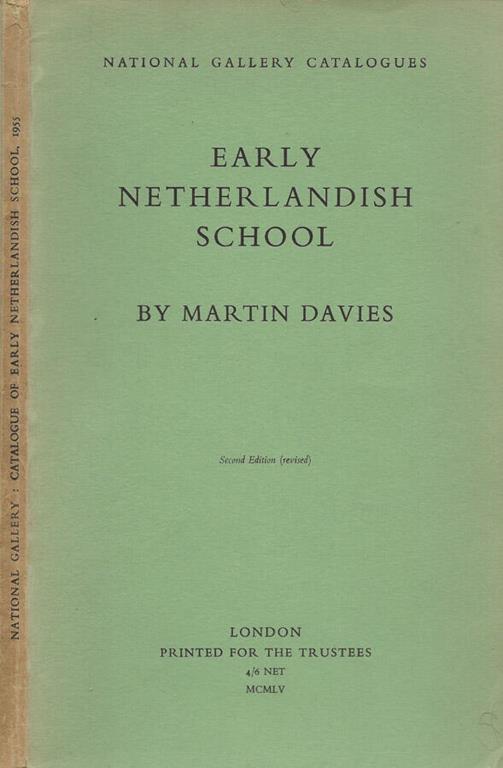 NATIONAL GALLERY CATALOGUES
EARLY
NETHERLANDISH
SCHOOL
BY MARTIN DAVIES
Second Edition (revised)
LONDON
PRINTED FOR THE TRUSTEES
4/6 NET
MCMLV
NATIONAL GALLERY : CATALOGUE OF EARLY NETHERLANDISH SCHOOL, 1955